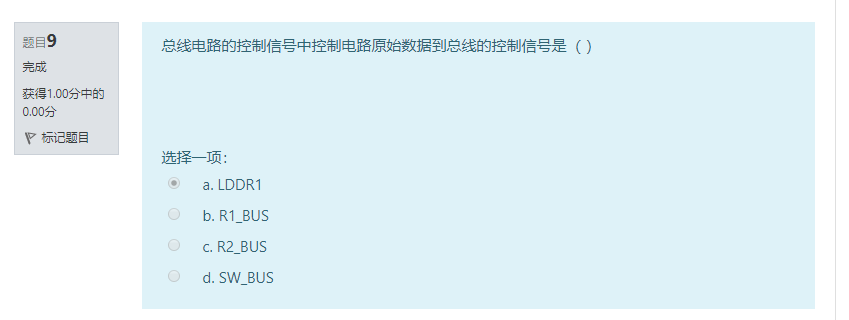 题目9
完成
获得1.00分中的
0.00分
标记题目
总线电路的控制信号中控制电路原始数据到总线的控制信号是（ ）
选择一项：
a. LDDR1
b. R1_BUS
c. R2_BUS
d. SW_BUS